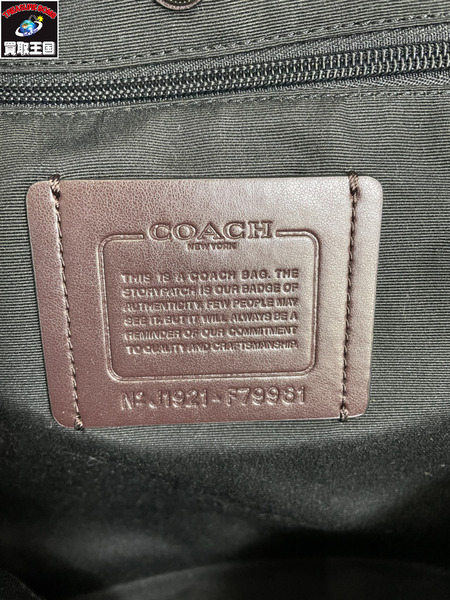 TREASURE-KING
買取王国
COACH
NEW YORK
THIS IS A COACH BAG. THE
STORYPATCH IS OUR BADGE OF
AUTHENTICITY. FEW PEOPLE MAY
SEE IT, BUT IT WILL ALWAYS BE A
REMINDER OF OUR COMMITMENT
TO QUALITY AND CRAFTSMANSHIP.
Nº J1921-F79981